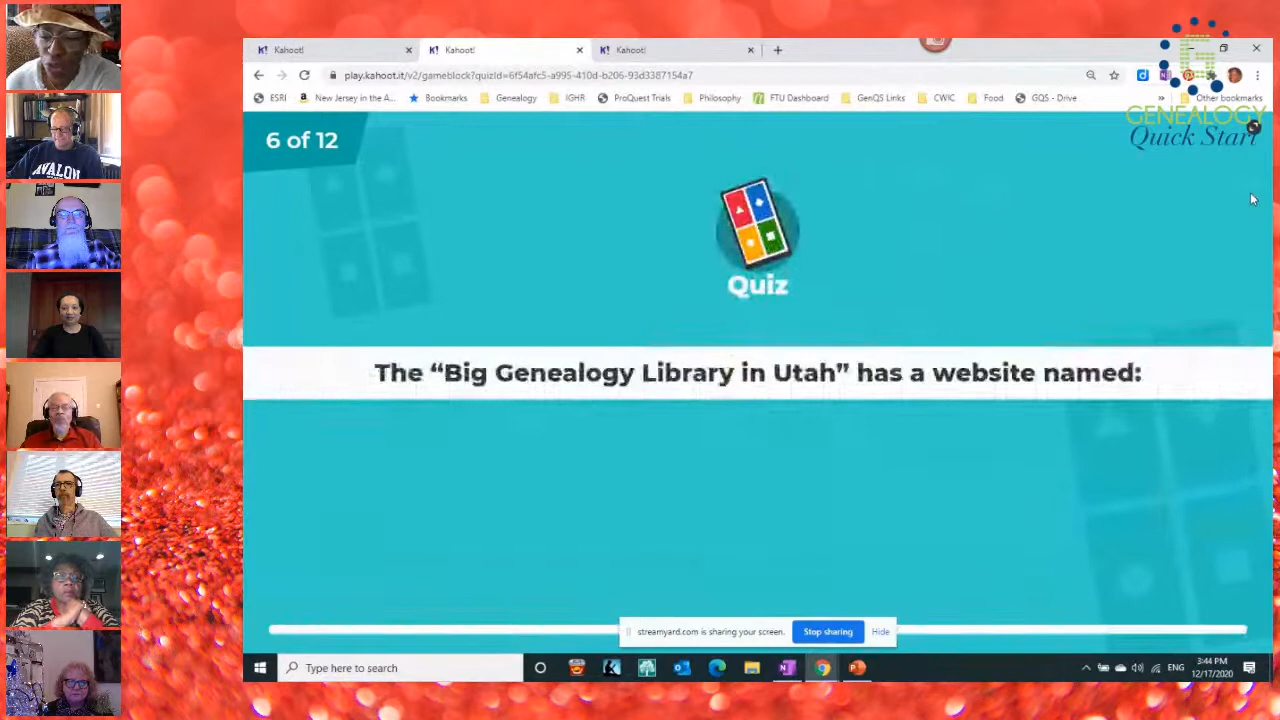 Kahoot!
Kahoot!
Kahoot!
play.kahoot.it/v2/gameblock?quizId=6f54afc5-a995-410d-b206-93d3387154a7
ESRI
New Jersey in the A...
Bookmarks
Genealogy
IGHR
ProQuest Trials
Philosophy
FTU Dashboard
GenQS Links
CWIC
Food
GQS - Drive
Other bookmarks
GENEALOGY
Quick Start
6 of 12
AVALON
Quiz
The “Big Genealogy Library in Utah” has a website named:
streamyard.com is sharing your screen.
Stop sharing
Hide
Type here to search
ENG
3:44 PM
12/17/2020